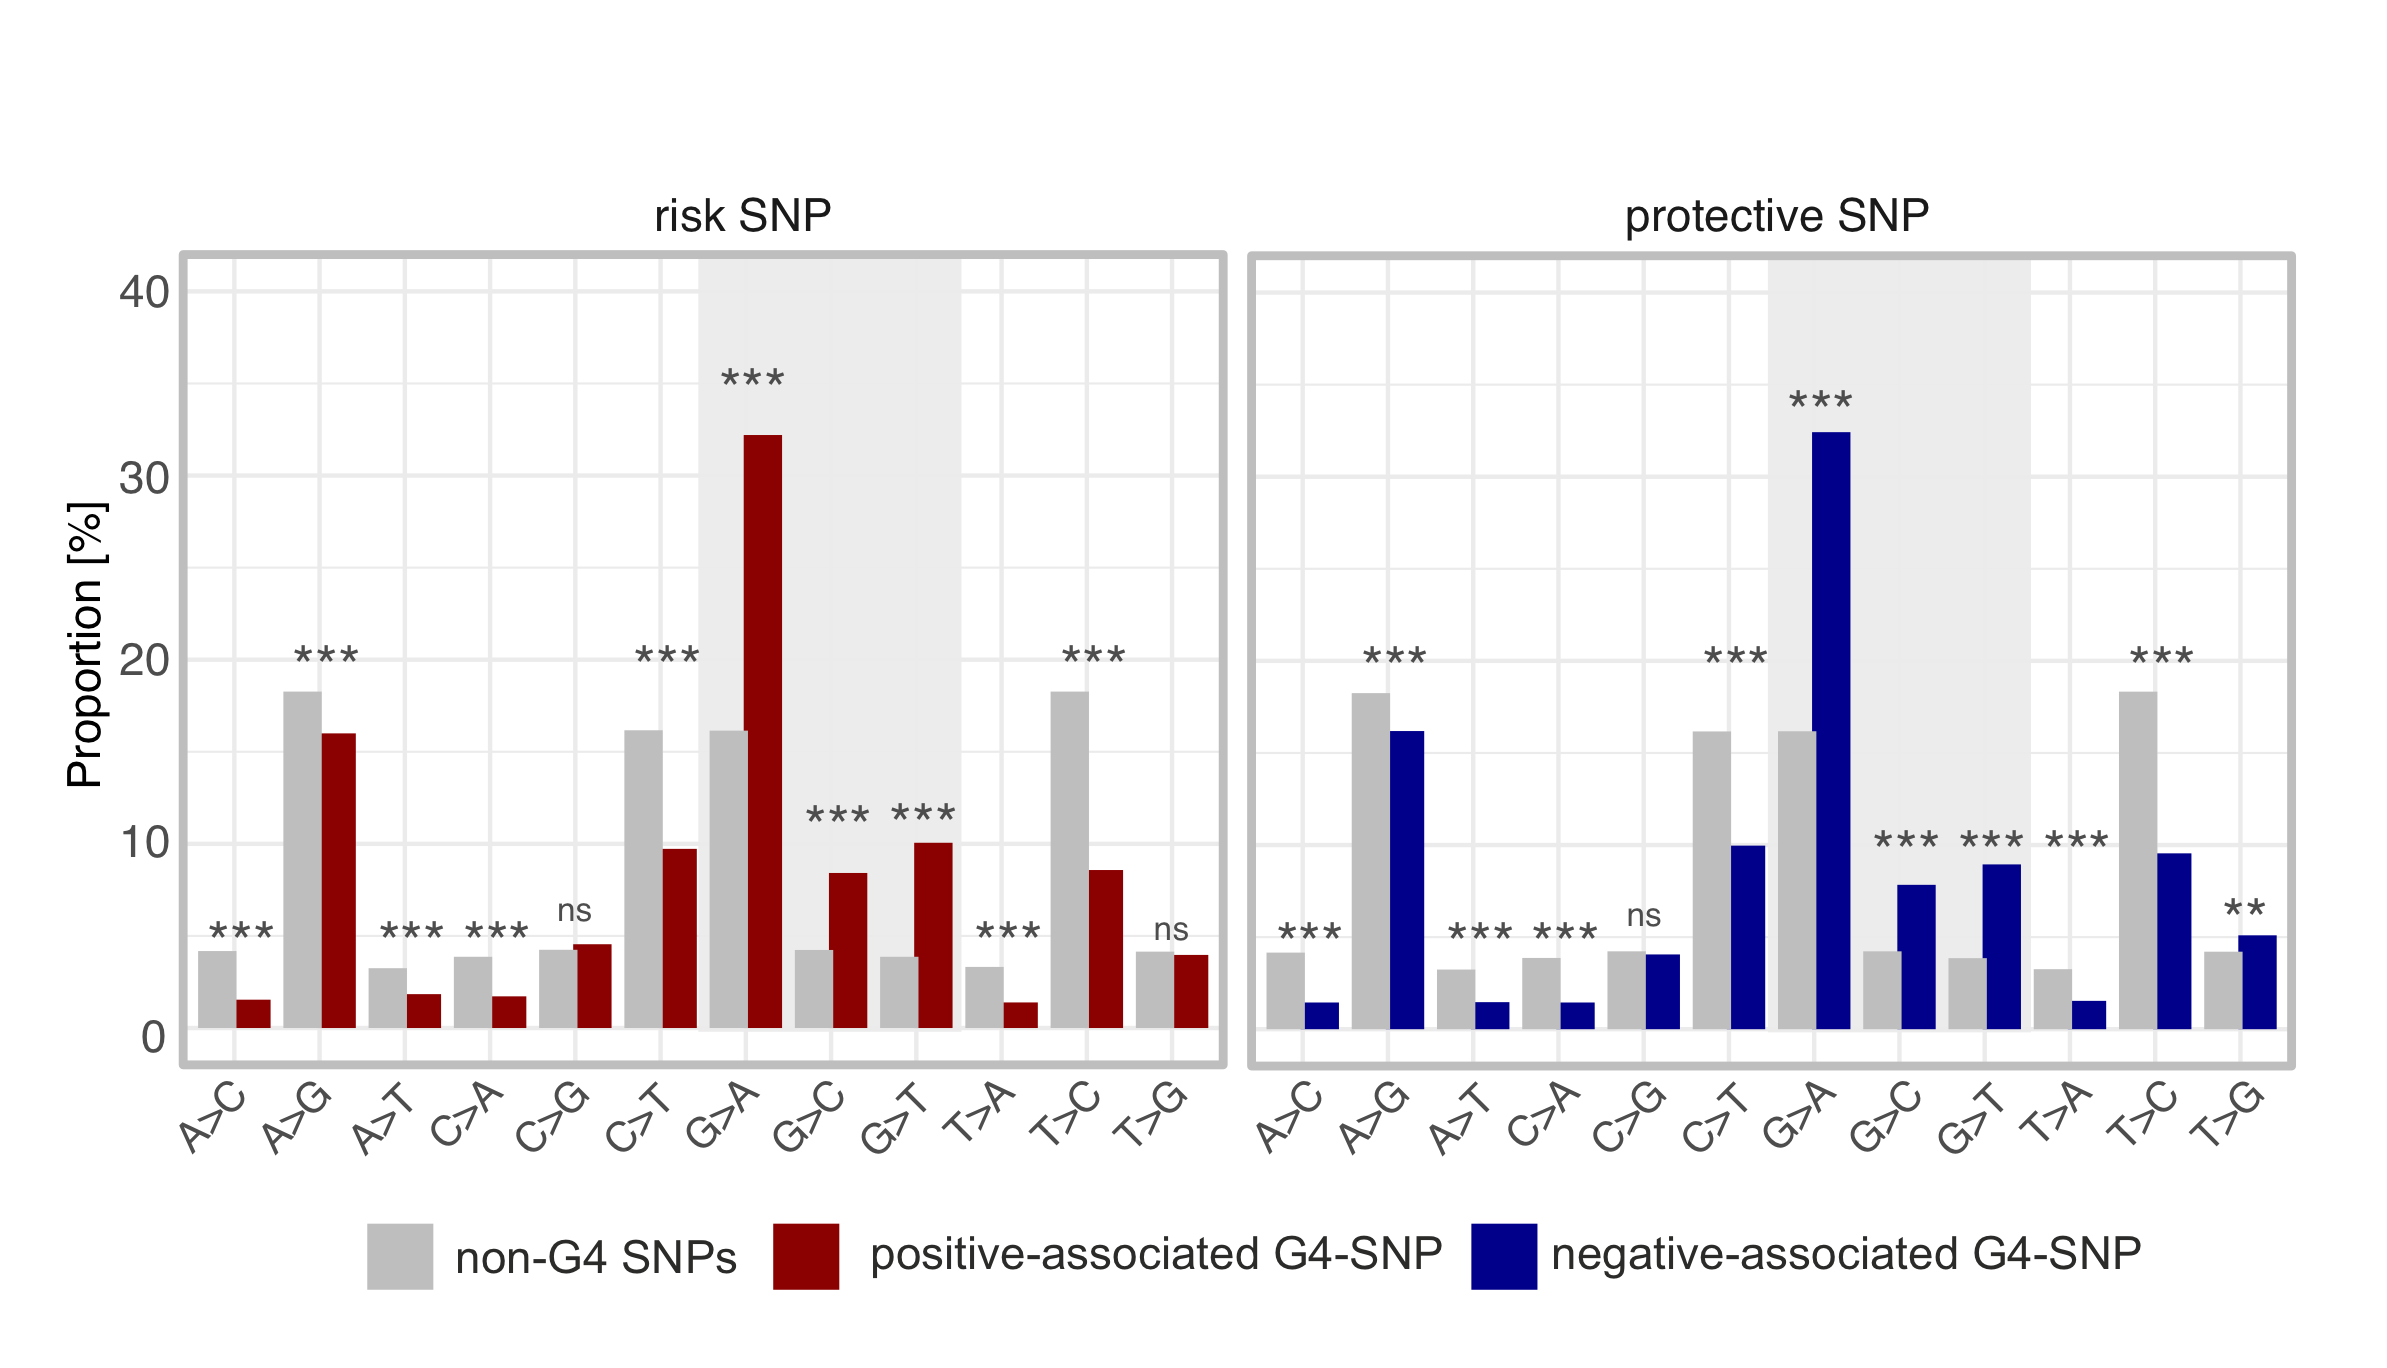 risk SNP
protective SNP
Proportion [%]
40
30
20
10
0
*** *** *** *** ns *** *** *** *** *** *** ns
*** *** *** *** ns *** *** *** *** *** *** **
A>C A>G A>T C>A C>G C>T G>A G>C G>T T>A T>C T>G
A>C A>G A>T C>A C>G C>T G>A G>C G>T T>A T>C T>G
non-G4 SNPs positive-associated G4-SNP negative-associated G4-SNP